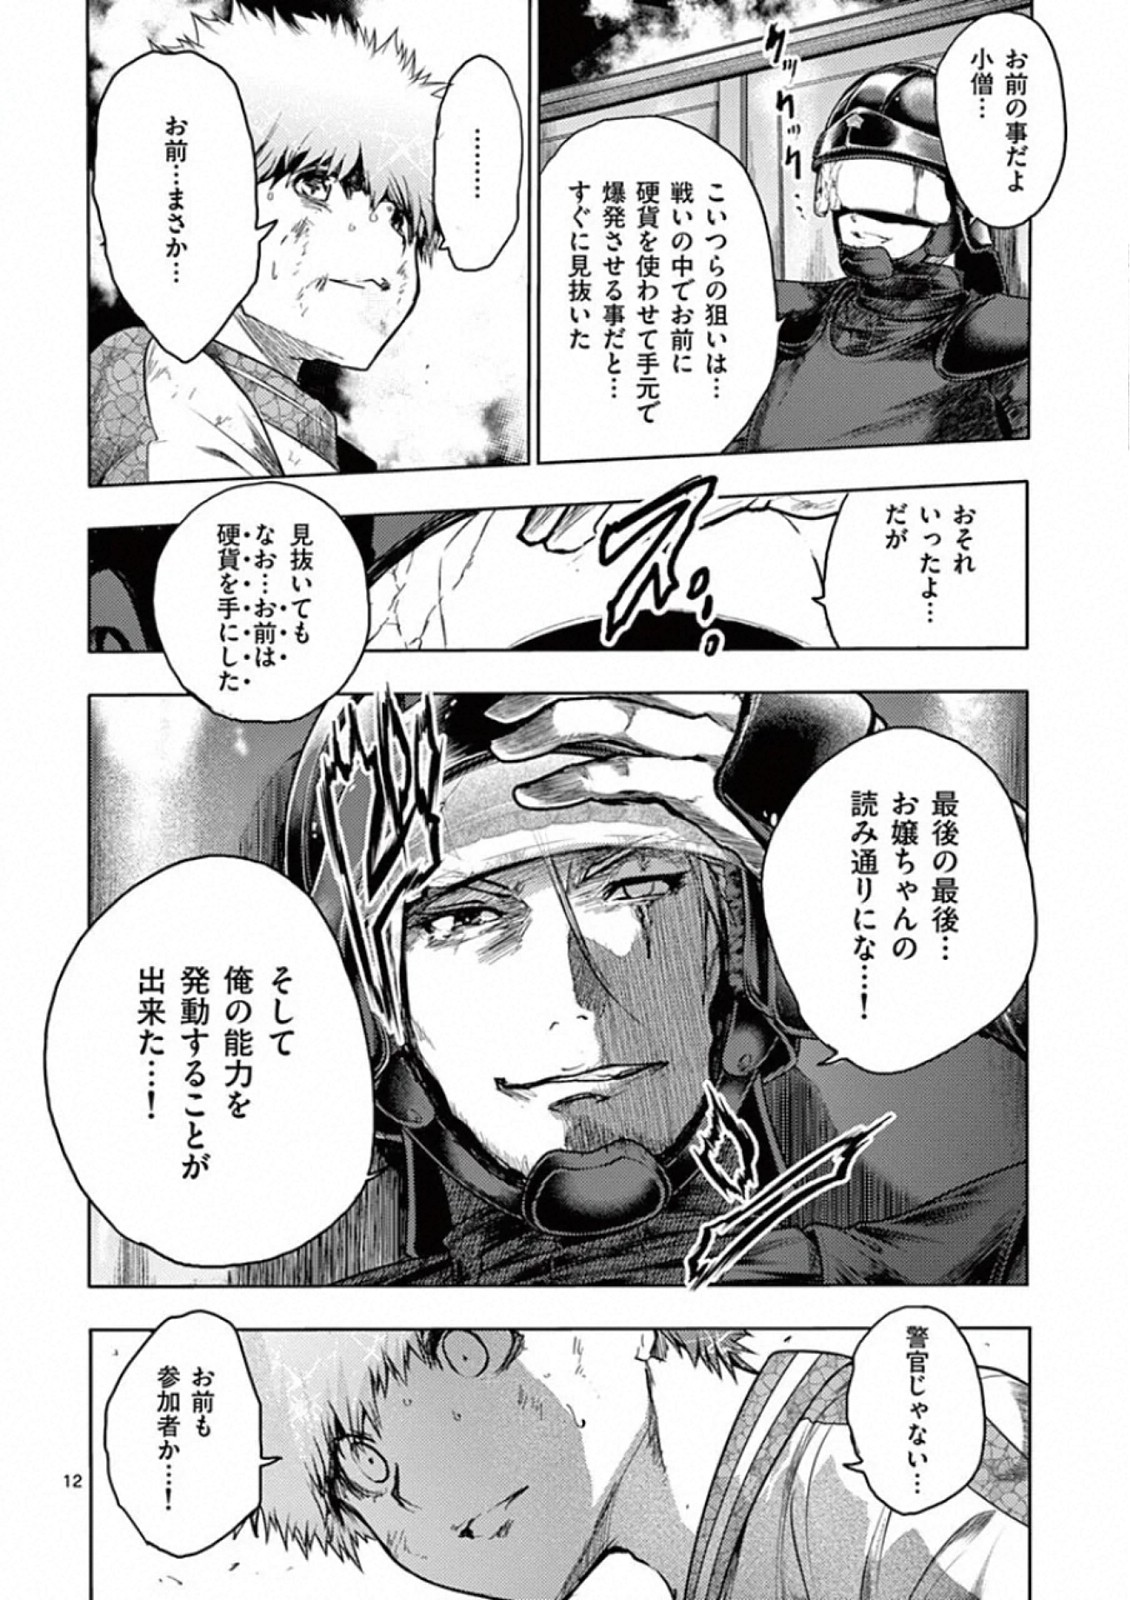 お前の事だよ
小僧…
クッ
クッ
クク
こいつらの狙いは…
戦いの中でお前に
硬貨を使わせて手元で
爆発させる事だと…
すぐに見抜いた
………
お前…まさか…
おそれ
いったよ…
だが
スッ
見抜いても
なお…お前は
硬貨を手にした
最後の最後…
お嬢ちゃんの
読み通りにな…！
そして
俺の能力を
発動することが
出来た…！
警官じゃない…
お前も
参加者か…！
12